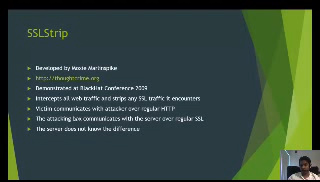 SSLStrip
Developed by Moxie Martinspike
http://thoughtcrime.org
Demonstrated at BlackHat Conference 2009
Intercepts all web traffic and strips any SSL traffic it encounters
Victim communicates with attacker over regular HTTP
The attacking box communicates with the server over regular SSL
The server does not know the difference